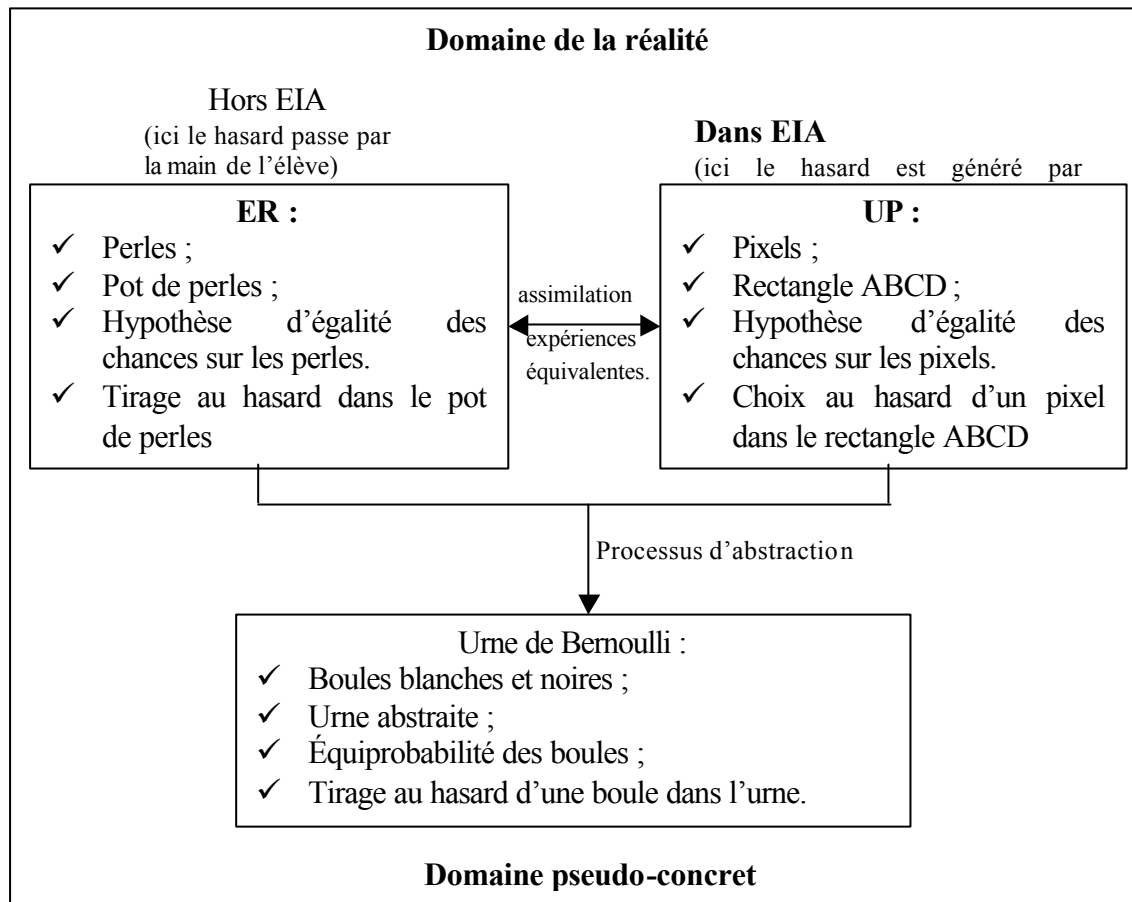 Domaine de la réalité
Hors EIA
(ici le hasard passe par
la main de l'élève)
Dans EIA
(ici le hasard est généré par
ER :
✓ Perles ;
✓ Pot de perles ;
✓ Hypothèse d'égalité des
chances sur les perles.
✓ Tirage au hasard dans le pot
de perles
assimilation
expériences
équivalentes.
UP :
✓ Pixels ;
✓ Rectangle ABCD ;
✓ Hypothèse d'égalité des
chances sur les pixels.
✓ Choix au hasard d'un pixel
dans le rectangle ABCD
Processus d'abstraction
Urne de Bernoulli :
✓ Boules blanches et noires ;
✓ Urne abstraite ;
✓ Équiprobabilité des boules ;
✓ Tirage au hasard d'une boule dans l'urne.
Domaine pseudo-concret